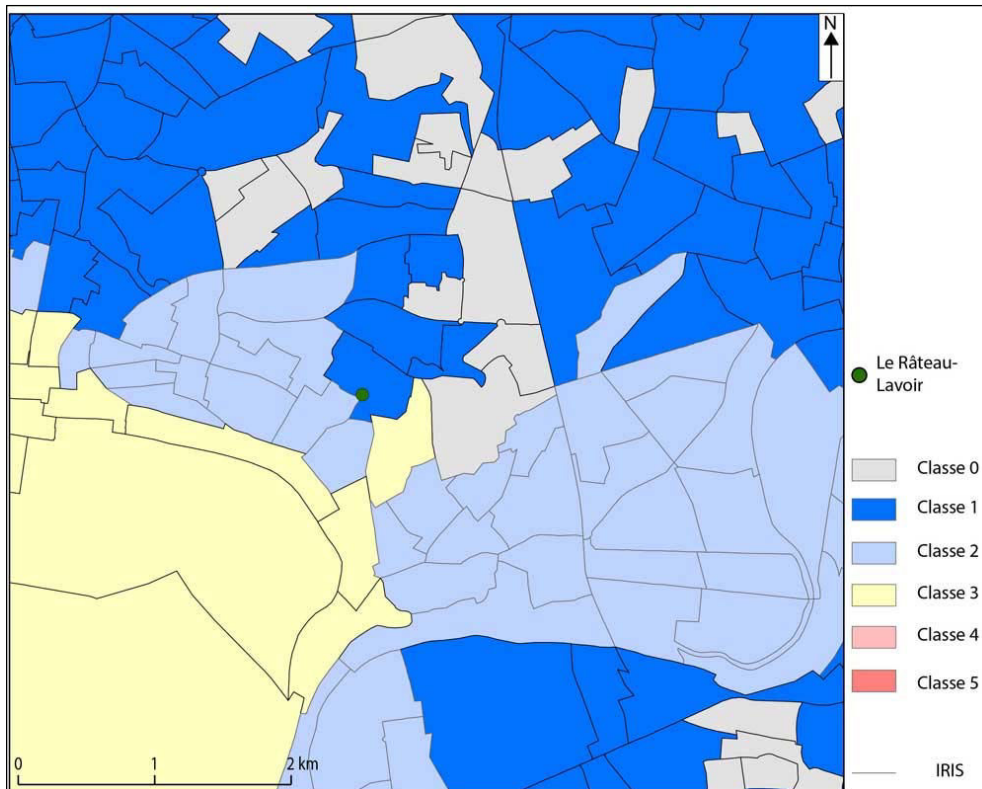 N
Le Râteau-
Lavoir
Classe 0
Classe 1
Classe 2
Classe 3
Classe 4
Classe 5
IRIS
0 1 2 km